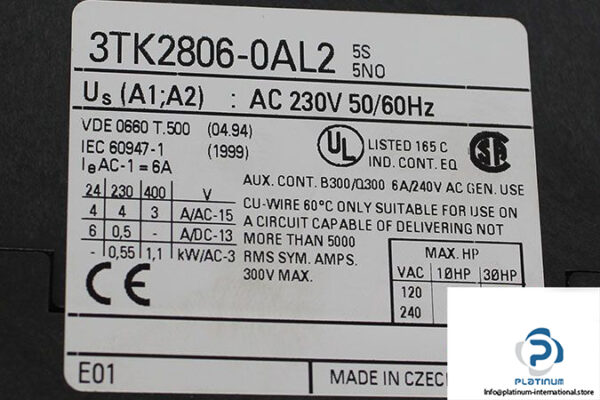 3TK2806-0AL2 5S
5NO
Us (A1;A2) : AC 230V 50/60Hz
VDE 0660 T.500 (04.94)
IEC 60947-1 (1999)
IeAC-1 = 6A
UL LISTED 165 C
IND. CONT. EQ.
SA
24 230 400 V
4 4 3 A/AC-15
6 0,5 - A/DC-13
- 0,55 1,1 kW/AC-3
AUX. CONT. B300/Q300 6A/240V AC GEN. USE
CU-WIRE 60°C ONLY SUITABLE FOR USE ON
A CIRCUIT CAPABLE OF DELIVERING NOT
MORE THAN 5000
RMS SYM. AMPS.
300V MAX.
MAX. HP
VAC 1ØHP 3ØHP
120
240
CE
E01
MADE IN CZEC
PLATINUM
info@platinum-international.store